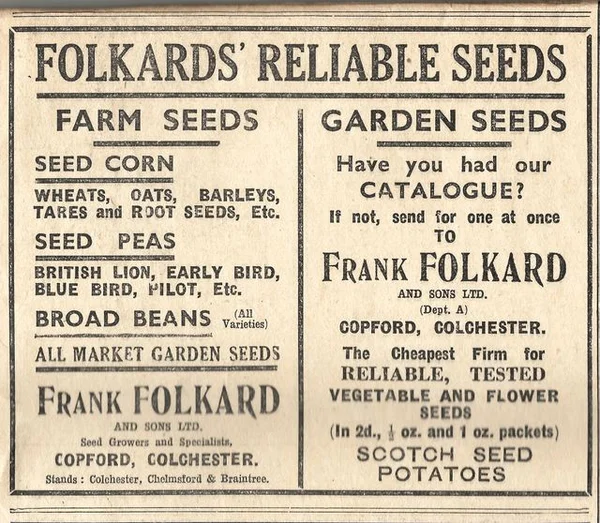 FOLKARDS' RELIABLE SEEDS
FARM SEEDS
SEED CORN
WHEATS, OATS, BARLEYS,
TARES and ROOT SEEDS, Etc.
SEED PEAS
BRITISH LION, EARLY BIRD,
BLUE BIRD, PILOT, Etc.
BROAD BEANS (All Varieties)
ALL MARKET GARDEN SEEDS
FRANK FOLKARD
AND SONS LTD.
Seed Growers and Specialists,
COPFORD, COLCHESTER.
Stands : Colchester, Chelmsford & Braintree.
GARDEN SEEDS
Have you had our
CATALOGUE?
If not, send for one at once
TO
FRANK FOLKARD
AND SONS LTD.
(Dept. A)
COPFORD, COLCHESTER.
The Cheapest Firm for
RELIABLE, TESTED
VEGETABLE AND FLOWER
SEEDS
(In 2d., ½ oz. and 1 oz. packets)
SCOTCH SEED
POTATOES